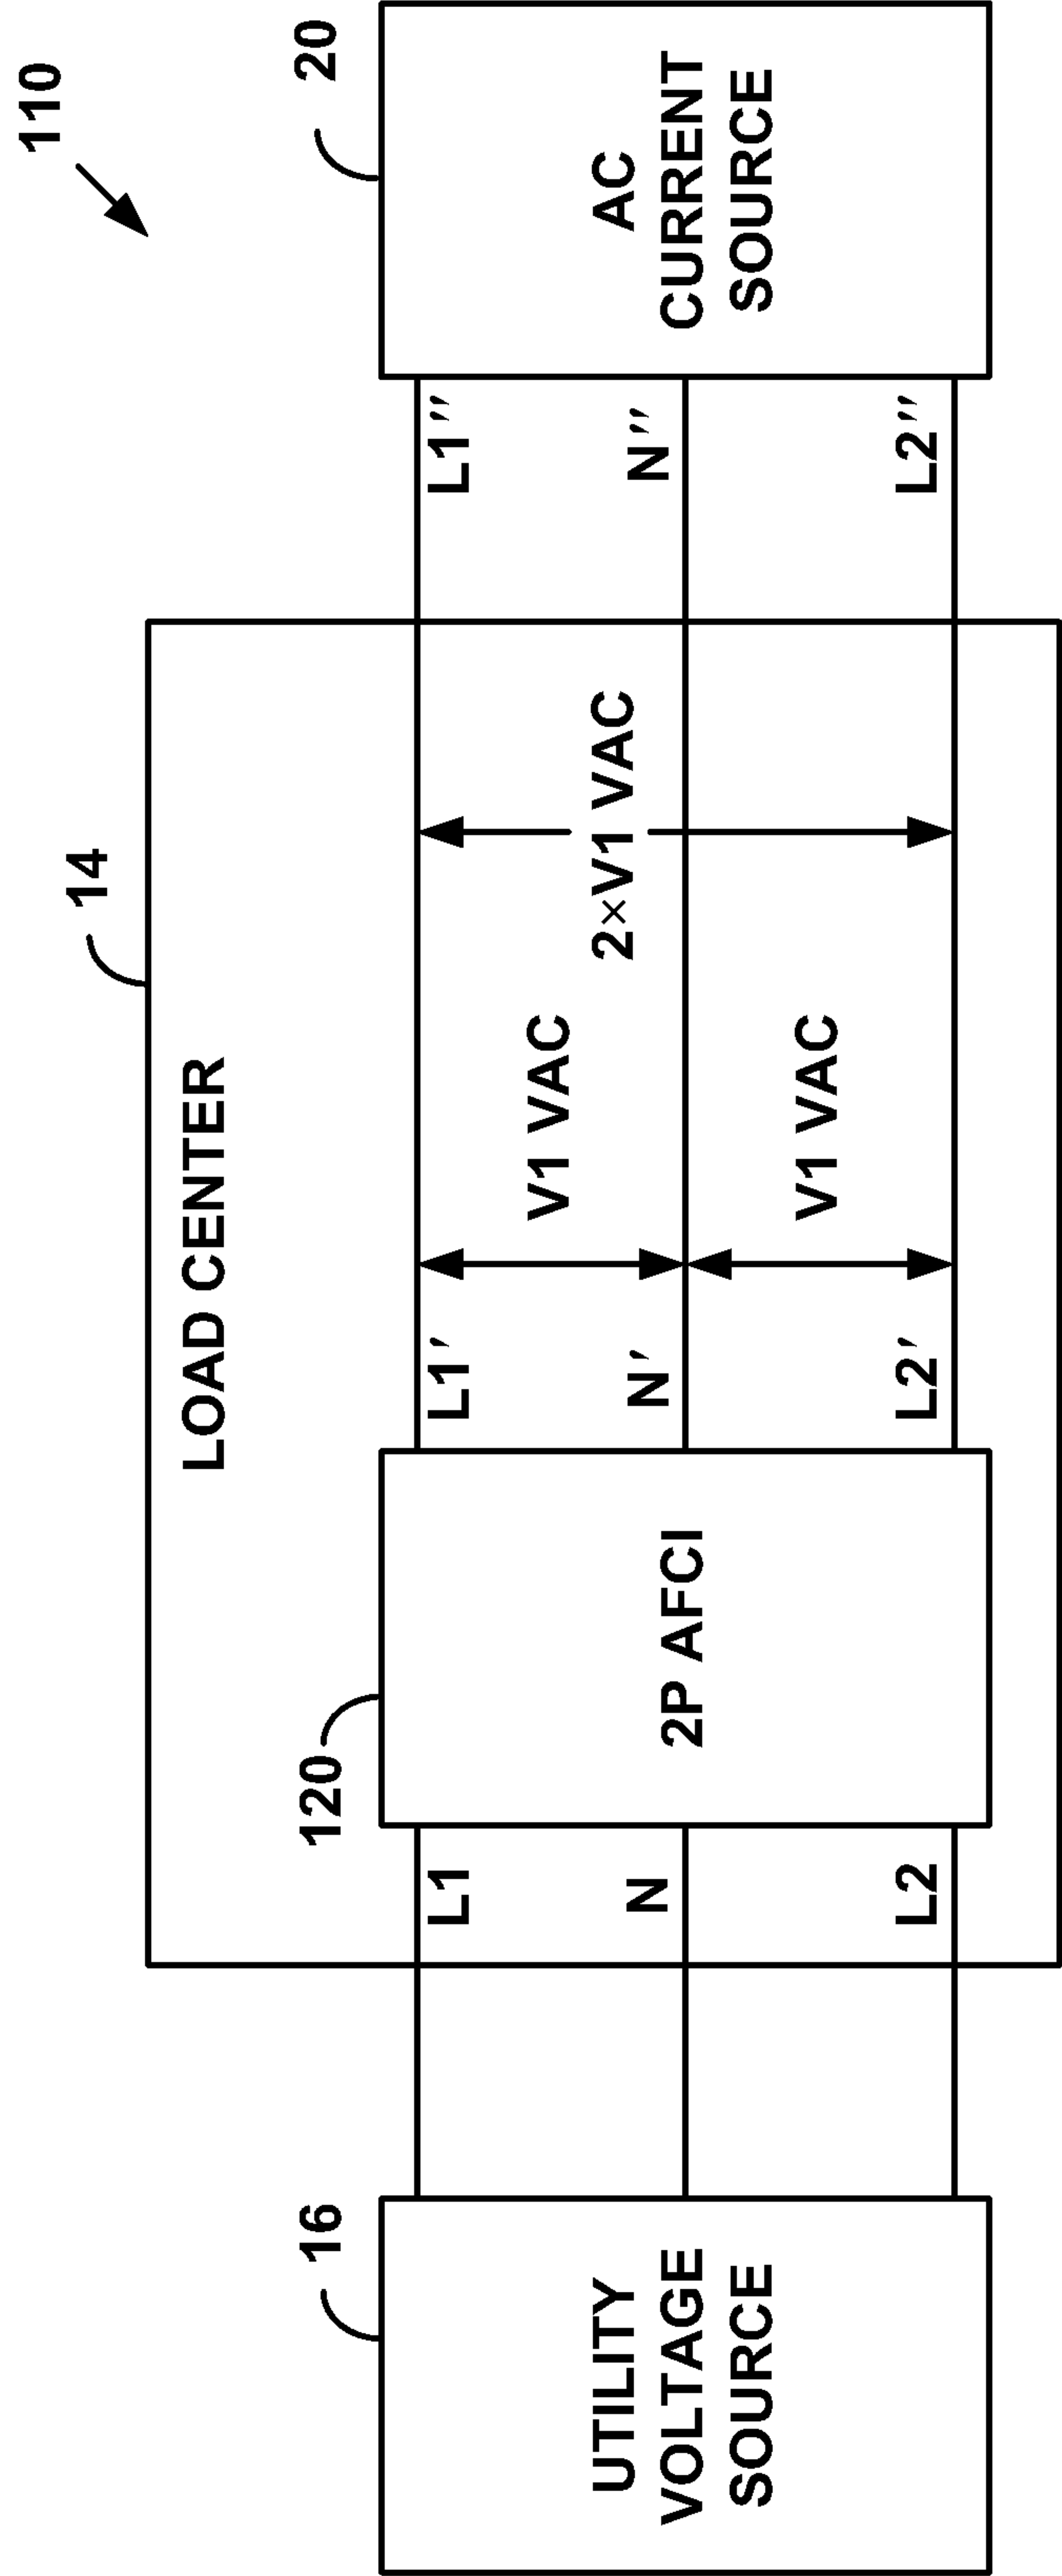 110
14
LOAD CENTER
16
UTILITY
VOLTAGE
SOURCE
L1
N
L2
120
2P AFCI
L1′
N′
L2′
V1 VAC
V1 VAC
2×V1 VAC
L1″
N″
L2″
20
AC
CURRENT
SOURCE